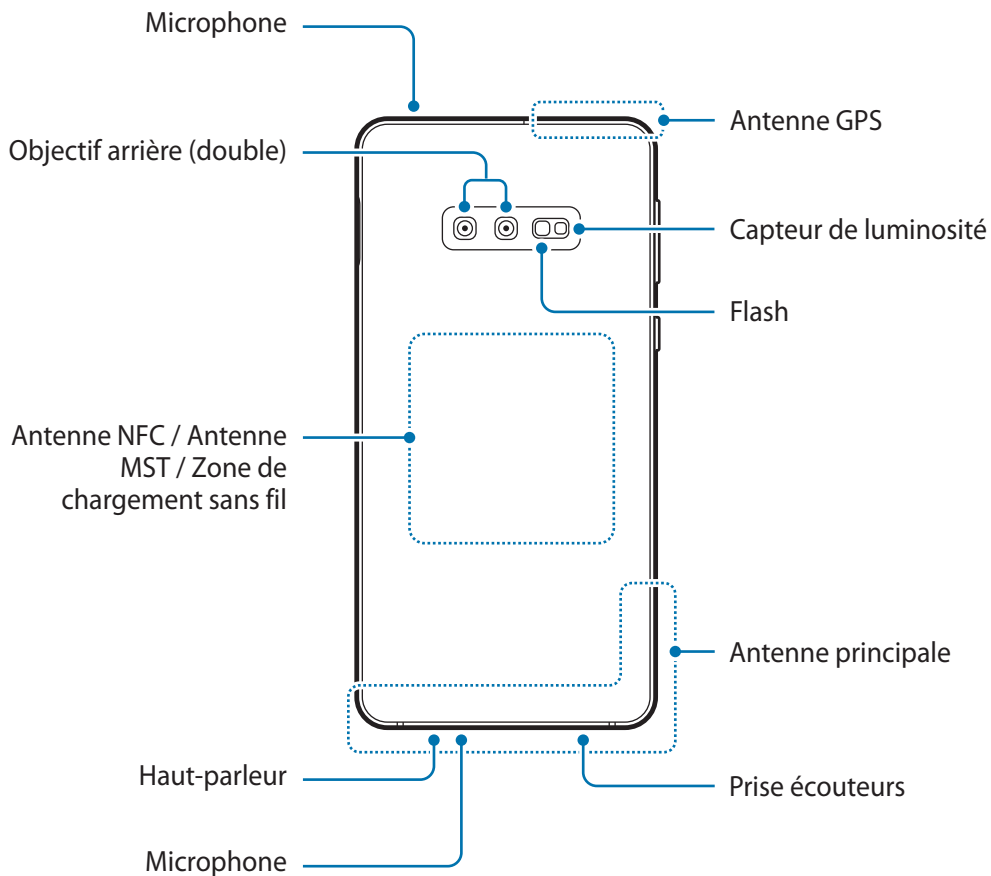 Microphone
Antenne GPS
Objectif arrière (double)
Capteur de luminosité
Flash
Antenne NFC / Antenne
MST / Zone de
chargement sans fil
Antenne principale
Haut-parleur
Prise écouteurs
Microphone